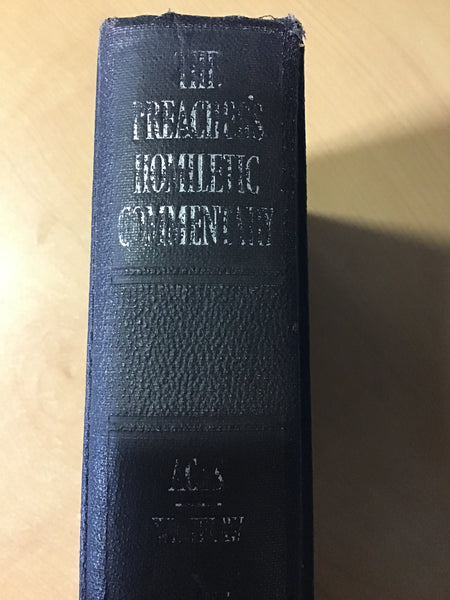 THE
PREACHER'S
HOMILETIC
COMMENTARY
ACTS